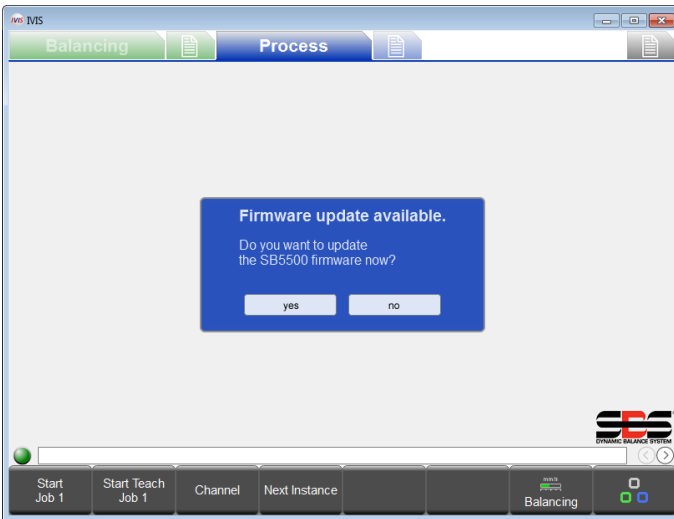 IVIS IVIS
Balancing
Process
Firmware update available.
Do you want to update
the SB5500 firmware now?
yes
no
SBS
DYNAMIC BALANCE SYSTEM
Start
Job 1
Start Teach
Job 1
Channel
Next Instance
Balancing